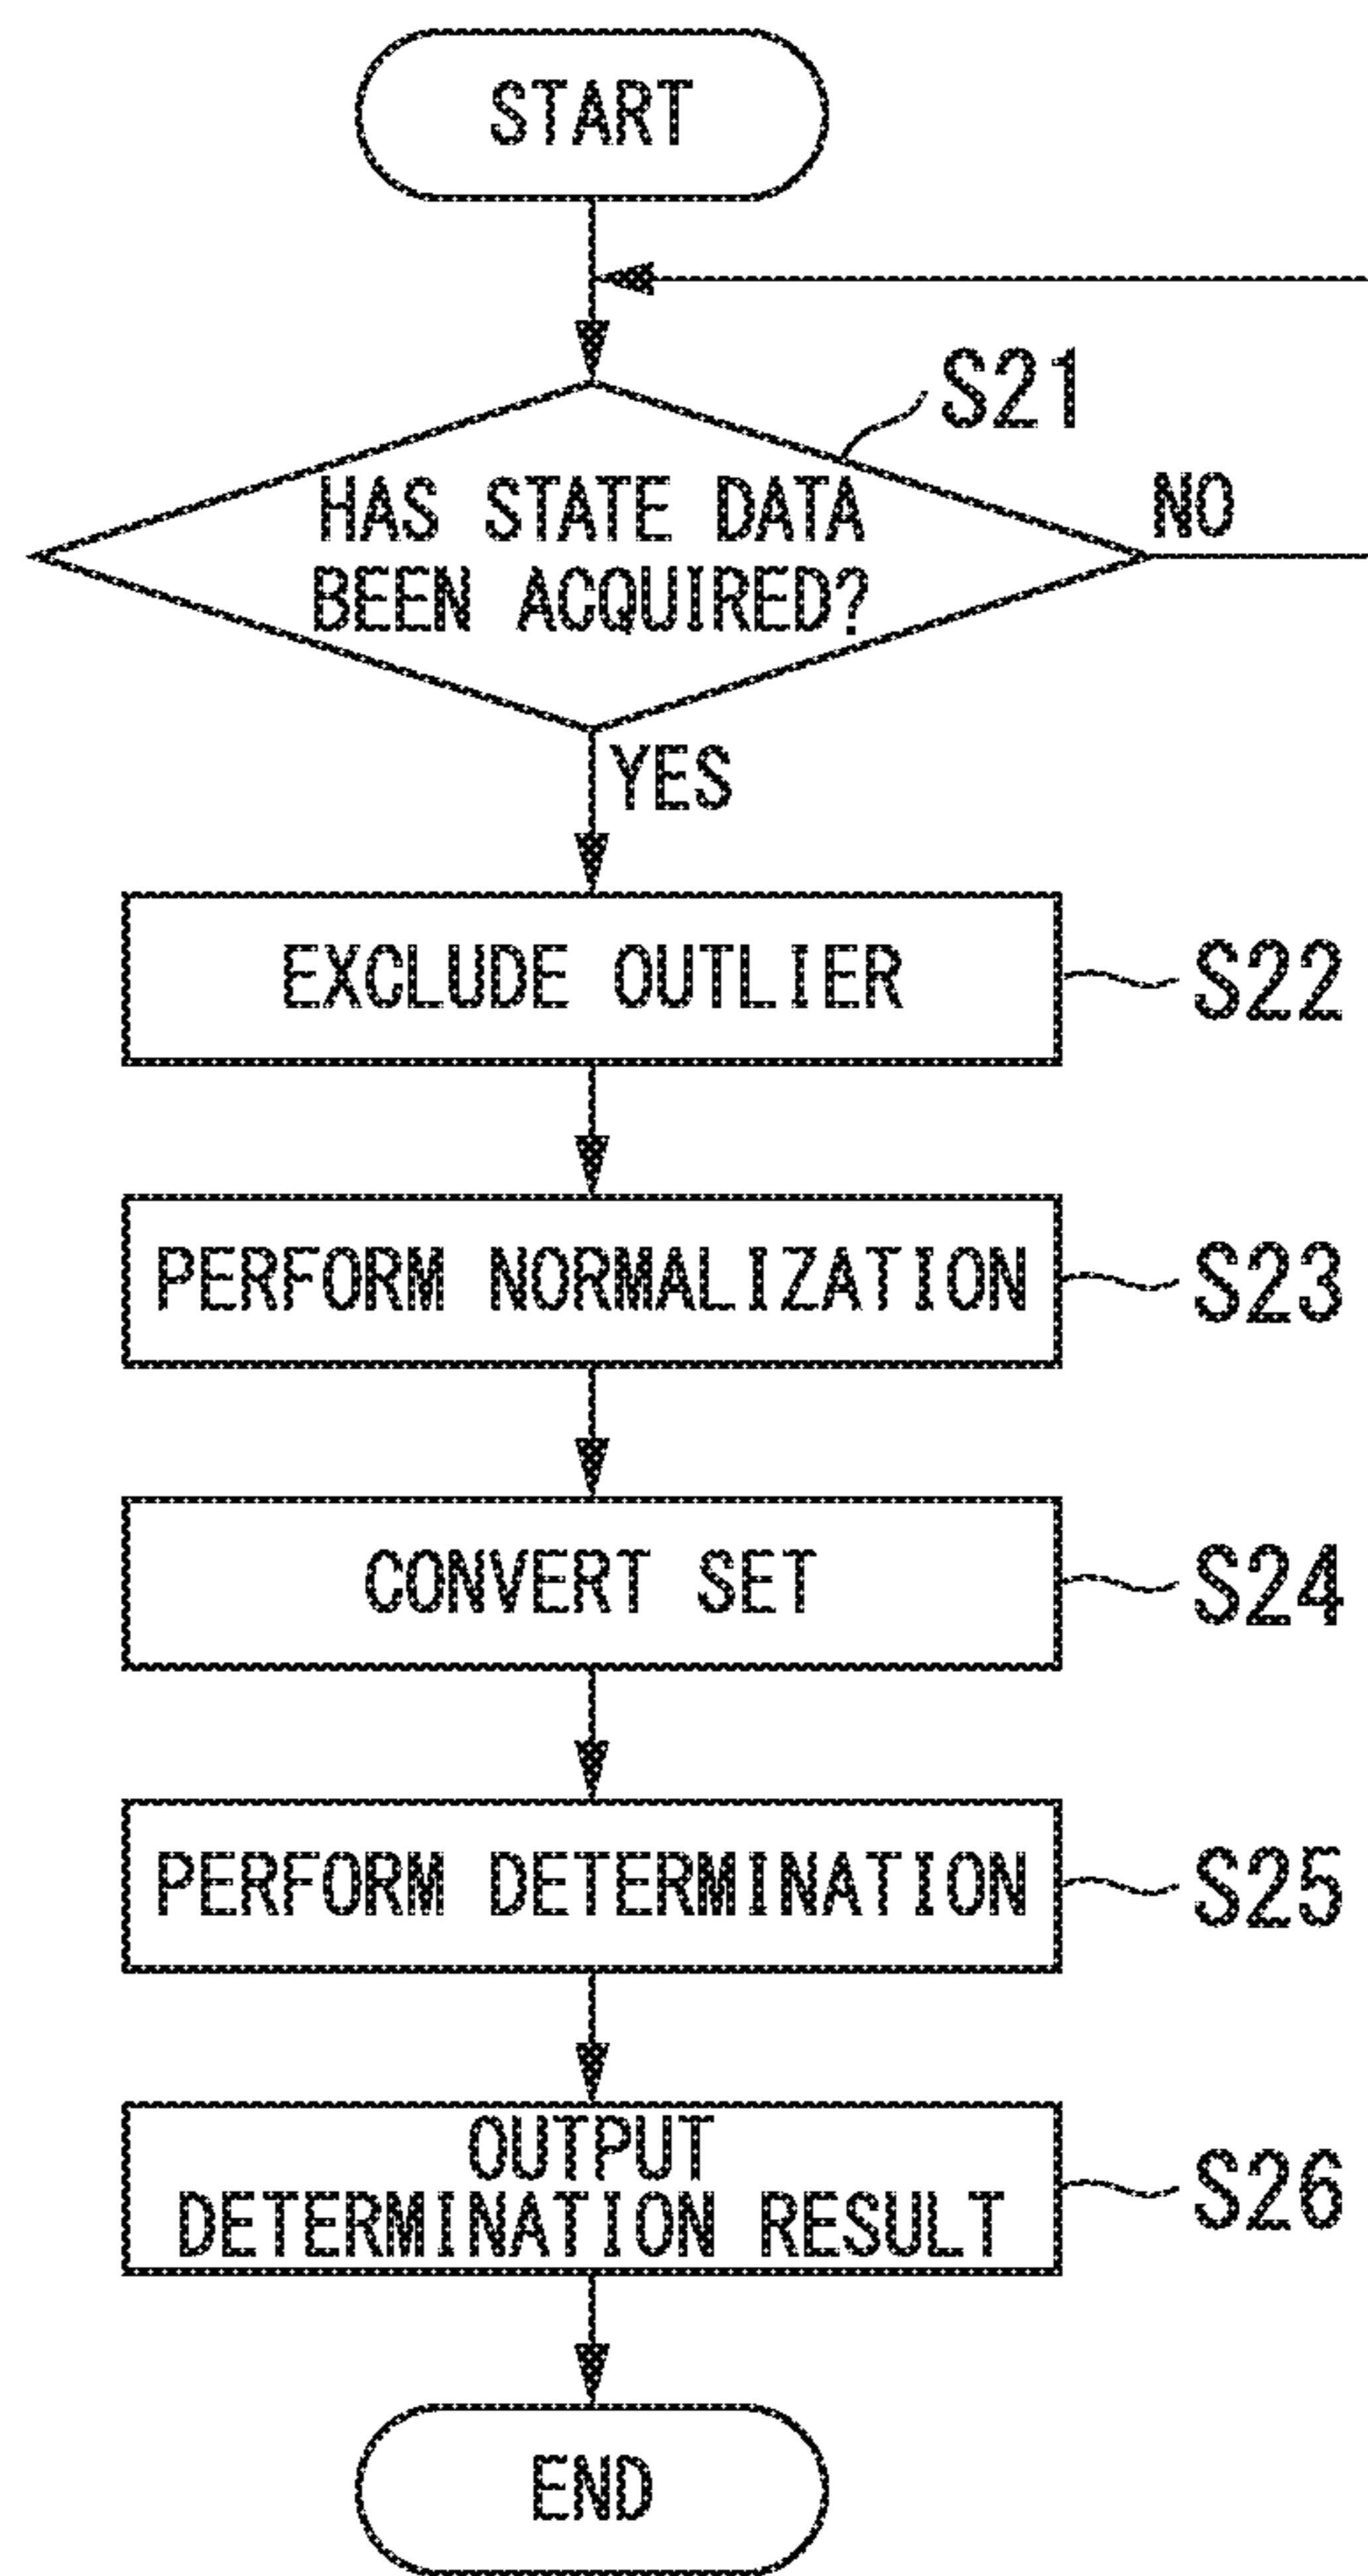 START
S21
HAS STATE DATA
BEEN ACQUIRED?
NO
YES
EXCLUDE OUTLIER
S22
PERFORM NORMALIZATION
S23
CONVERT SET
S24
PERFORM DETERMINATION
S25
OUTPUT
DETERMINATION RESULT
S26
END